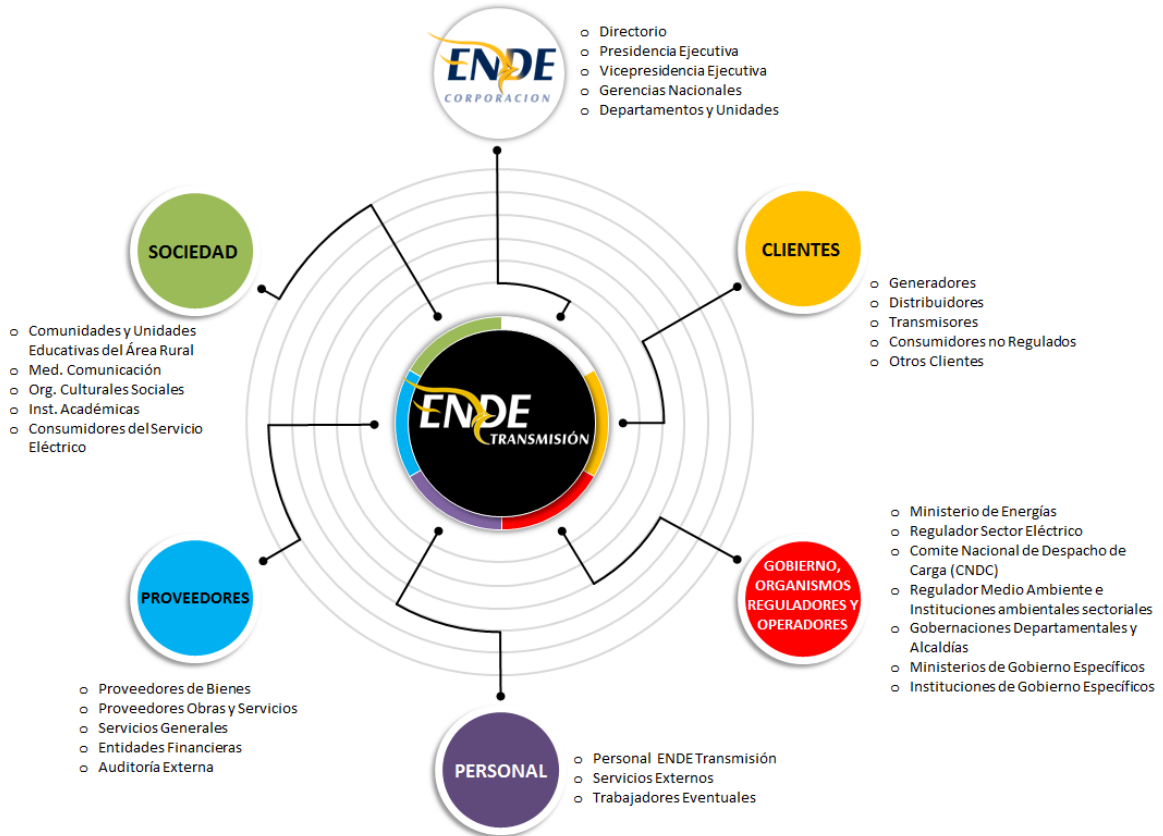 ENDE
CORPORACION
o Directorio
o Presidencia Ejecutiva
o Vicepresidencia Ejecutiva
o Gerencias Nacionales
o Departamentos y Unidades
SOCIEDAD
o Comunidades y Unidades
Educativas del Área Rural
o Med. Comunicación
o Org. Culturales Sociales
o Inst. Académicas
o Consumidores del Servicio
Eléctrico
CLIENTES
o Generadores
o Distribuidores
o Transmisores
o Consumidores no Regulados
o Otros Clientes
ENDE
TRANSMISIÓN
PROVEEDORES
o Proveedores de Bienes
o Proveedores Obras y Servicios
o Servicios Generales
o Entidades Financieras
o Auditoría Externa
GOBIERNO,
ORGANISMOS
REGULADORES Y
OPERADORES
o Ministerio de Energías
o Regulador Sector Eléctrico
o Comite Nacional de Despacho de
Carga (CNDC)
o Regulador Medio Ambiente e
Instituciones ambientales sectoriales
o Gobernaciones Departamentales y
Alcaldías
o Ministerios de Gobierno Específicos
o Instituciones de Gobierno Específicos
PERSONAL
o Personal ENDE Transmisión
o Servicios Externos
o Trabajadores Eventuales